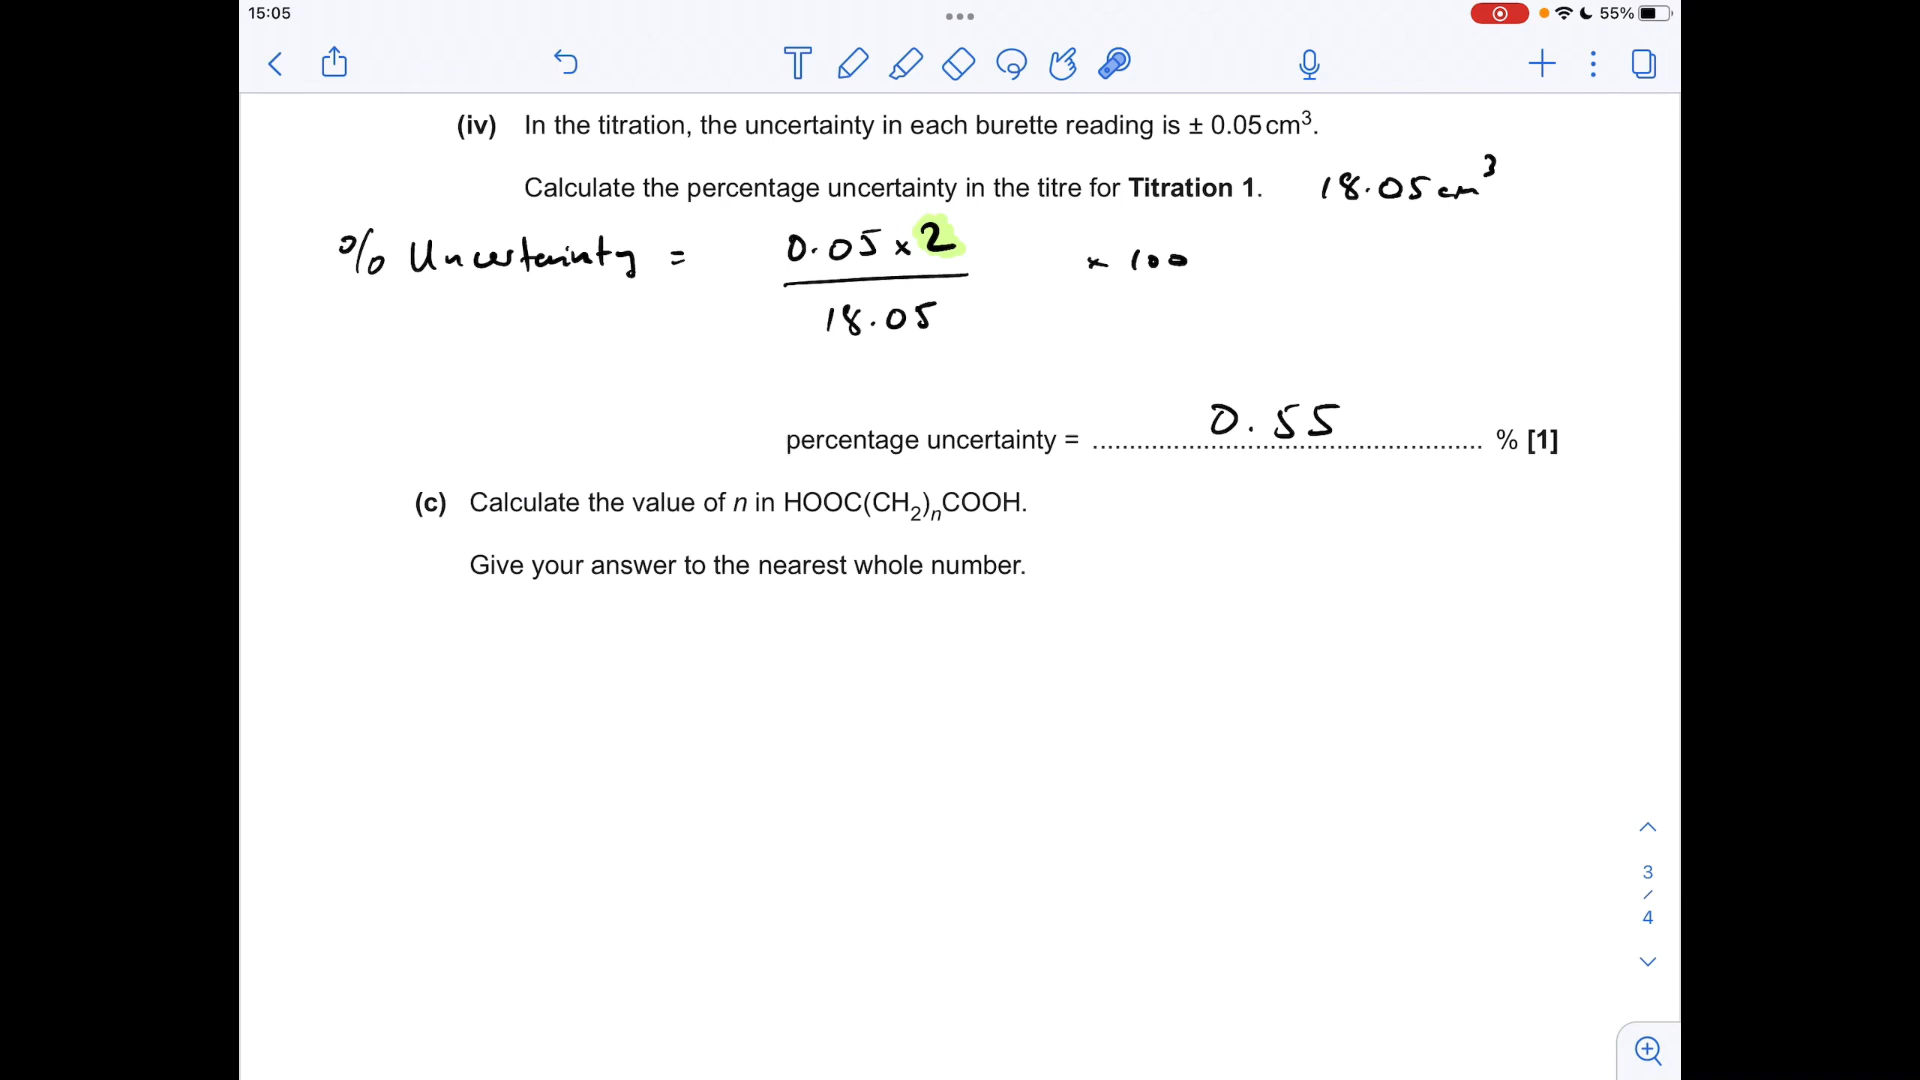 15:05 55%
(iv) In the titration, the uncertainty in each burette reading is ± 0.05 cm³.
Calculate the percentage uncertainty in the titre for Titration 1. 18.05 cm³
% Uncertainty = 0.05 × 2 × 100
18.05
0.55
percentage uncertainty = .................................................... % [1]
(c) Calculate the value of n in HOOC(CH₂)ₙCOOH.
Give your answer to the nearest whole number.
3
/
4